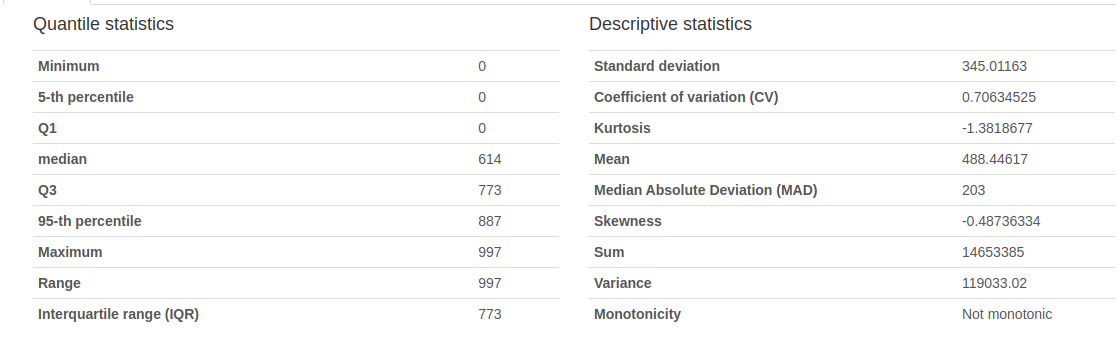 Quantile statistics
Minimum 0
5-th percentile 0
Q1 0
median 614
Q3 773
95-th percentile 887
Maximum 997
Range 997
Interquartile range (IQR) 773
Descriptive statistics
Standard deviation 345.01163
Coefficient of variation (CV) 0.70634525
Kurtosis -1.3818677
Mean 488.44617
Median Absolute Deviation (MAD) 203
Skewness -0.48736334
Sum 14653385
Variance 119033.02
Monotonicity Not monotonic